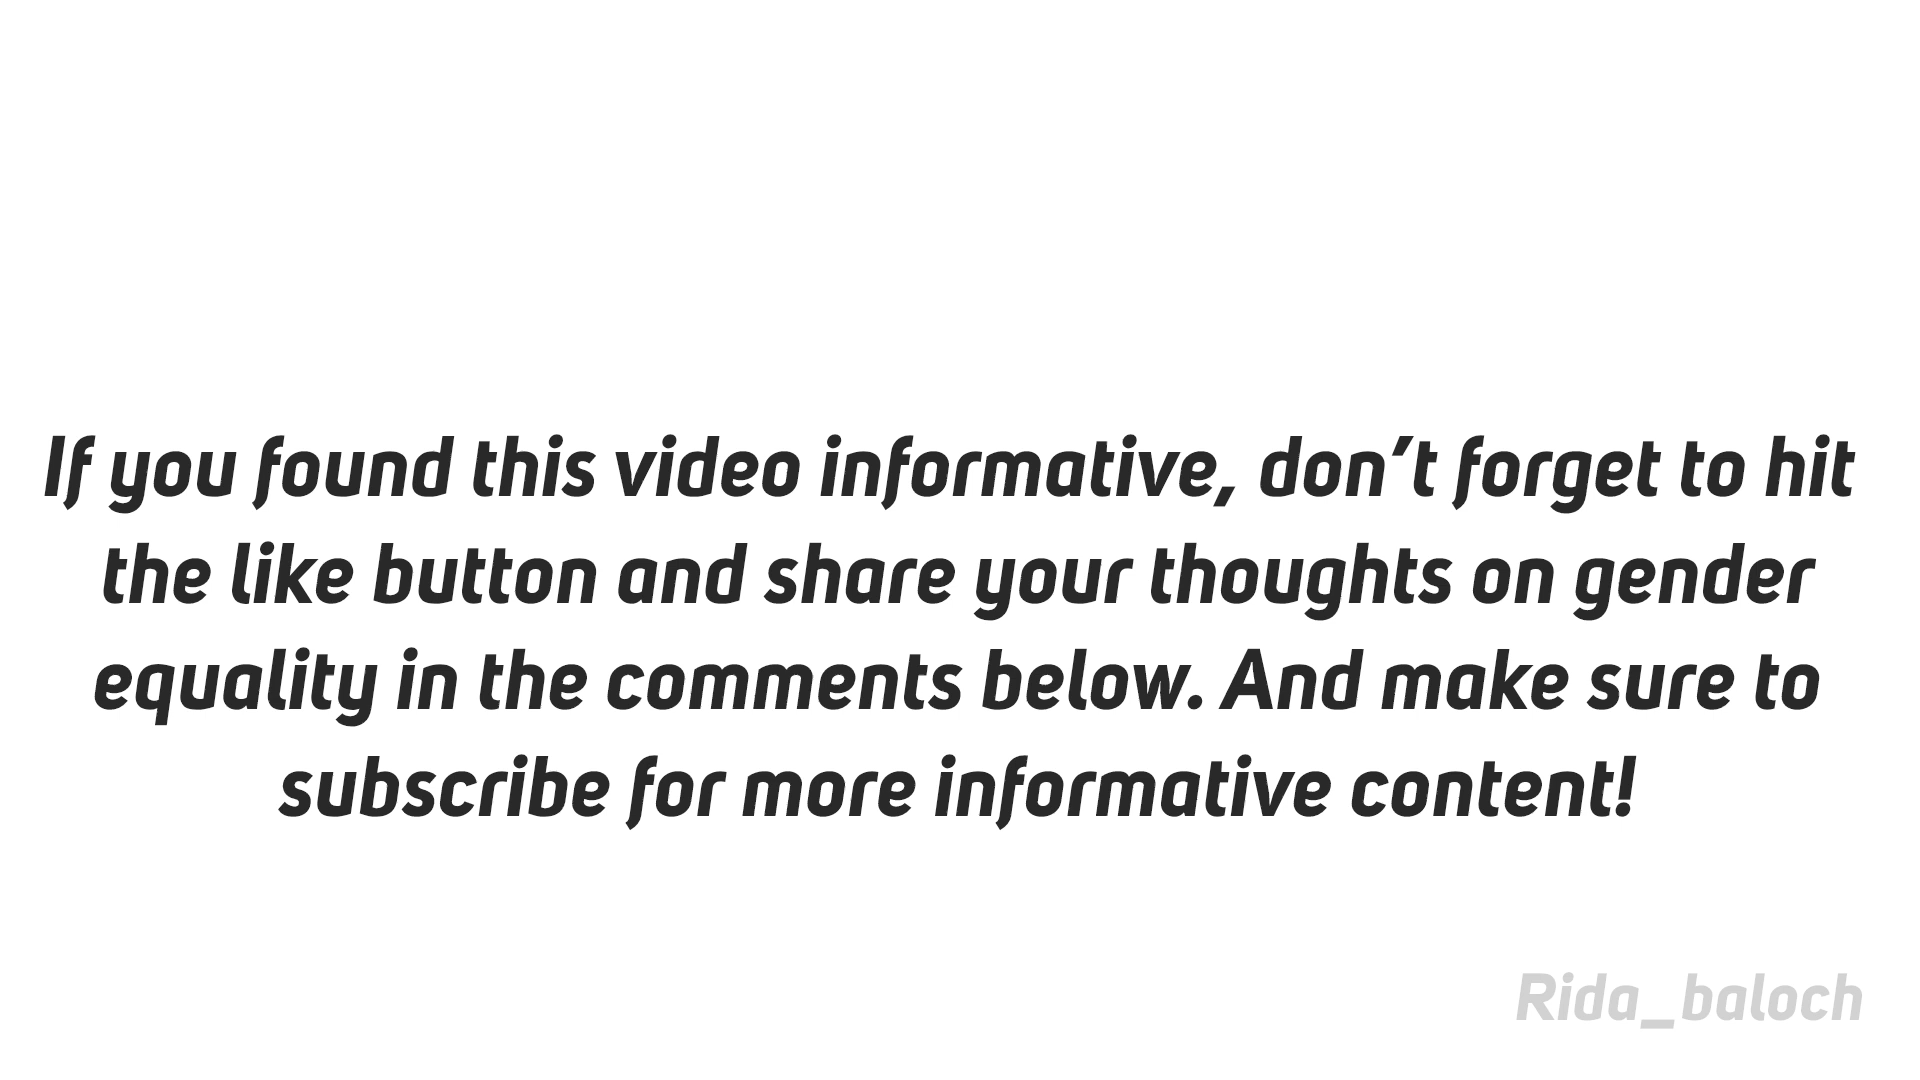 If you found this video informative, don’t forget to hit
the like button and share your thoughts on gender
equality in the comments below. And make sure to
subscribe for more informative content!
Rida_baloch